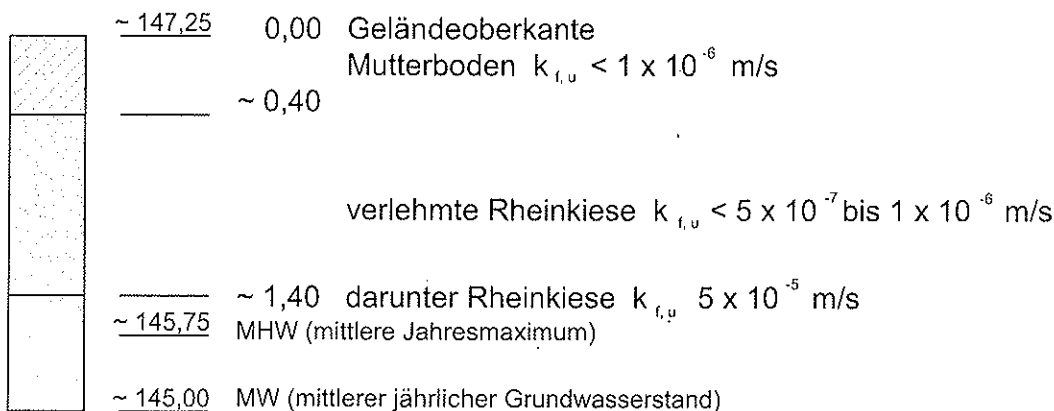 ~ 147,25 0,00 Geländeoberkante
Mutterboden k f, u < 1 x 10 -6 m/s
~ 0,40
verlehmte Rheinkiese k f, u < 5 x 10 -7 bis 1 x 10 -6 m/s
~ 1,40 darunter Rheinkiese k f, u 5 x 10 -5 m/s
~ 145,75 MHW (mittlere Jahresmaximum)
~ 145,00 MW (mittlerer jährlicher Grundwasserstand)